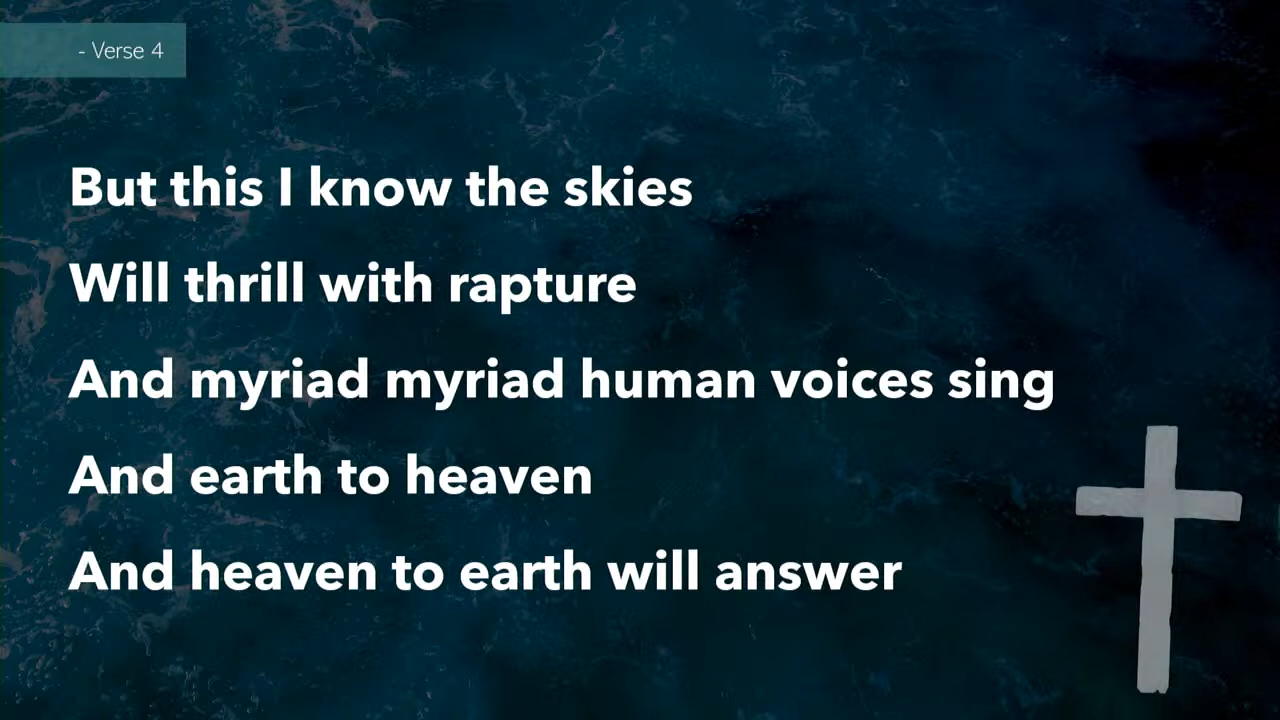 - Verse 4
But this I know the skies
Will thrill with rapture
And myriad myriad human voices sing
And earth to heaven
And heaven to earth will answer